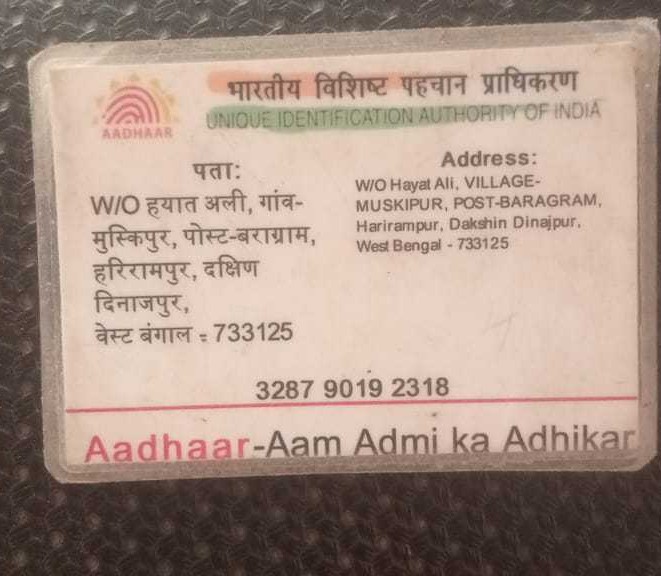 भारतीय विशिष्ट पहचान प्राधिकरण
UNIQUE IDENTIFICATION AUTHORITY OF INDIA
AADHAAR
पता:
W/O हयात अली, गांव-
मुस्किपुर, पोस्ट-बराग्राम,
हरिरामपुर, दक्षिण
दिनाजपुर,
वेस्ट बंगाल - 733125
Address:
W/O Hayat Ali, VILLAGE-
MUSKIPUR, POST-BARAGRAM,
Harirampur, Dakshin Dinajpur,
West Bengal - 733125
3287 9019 2318
Aadhaar-Aam Admi ka Adhikar